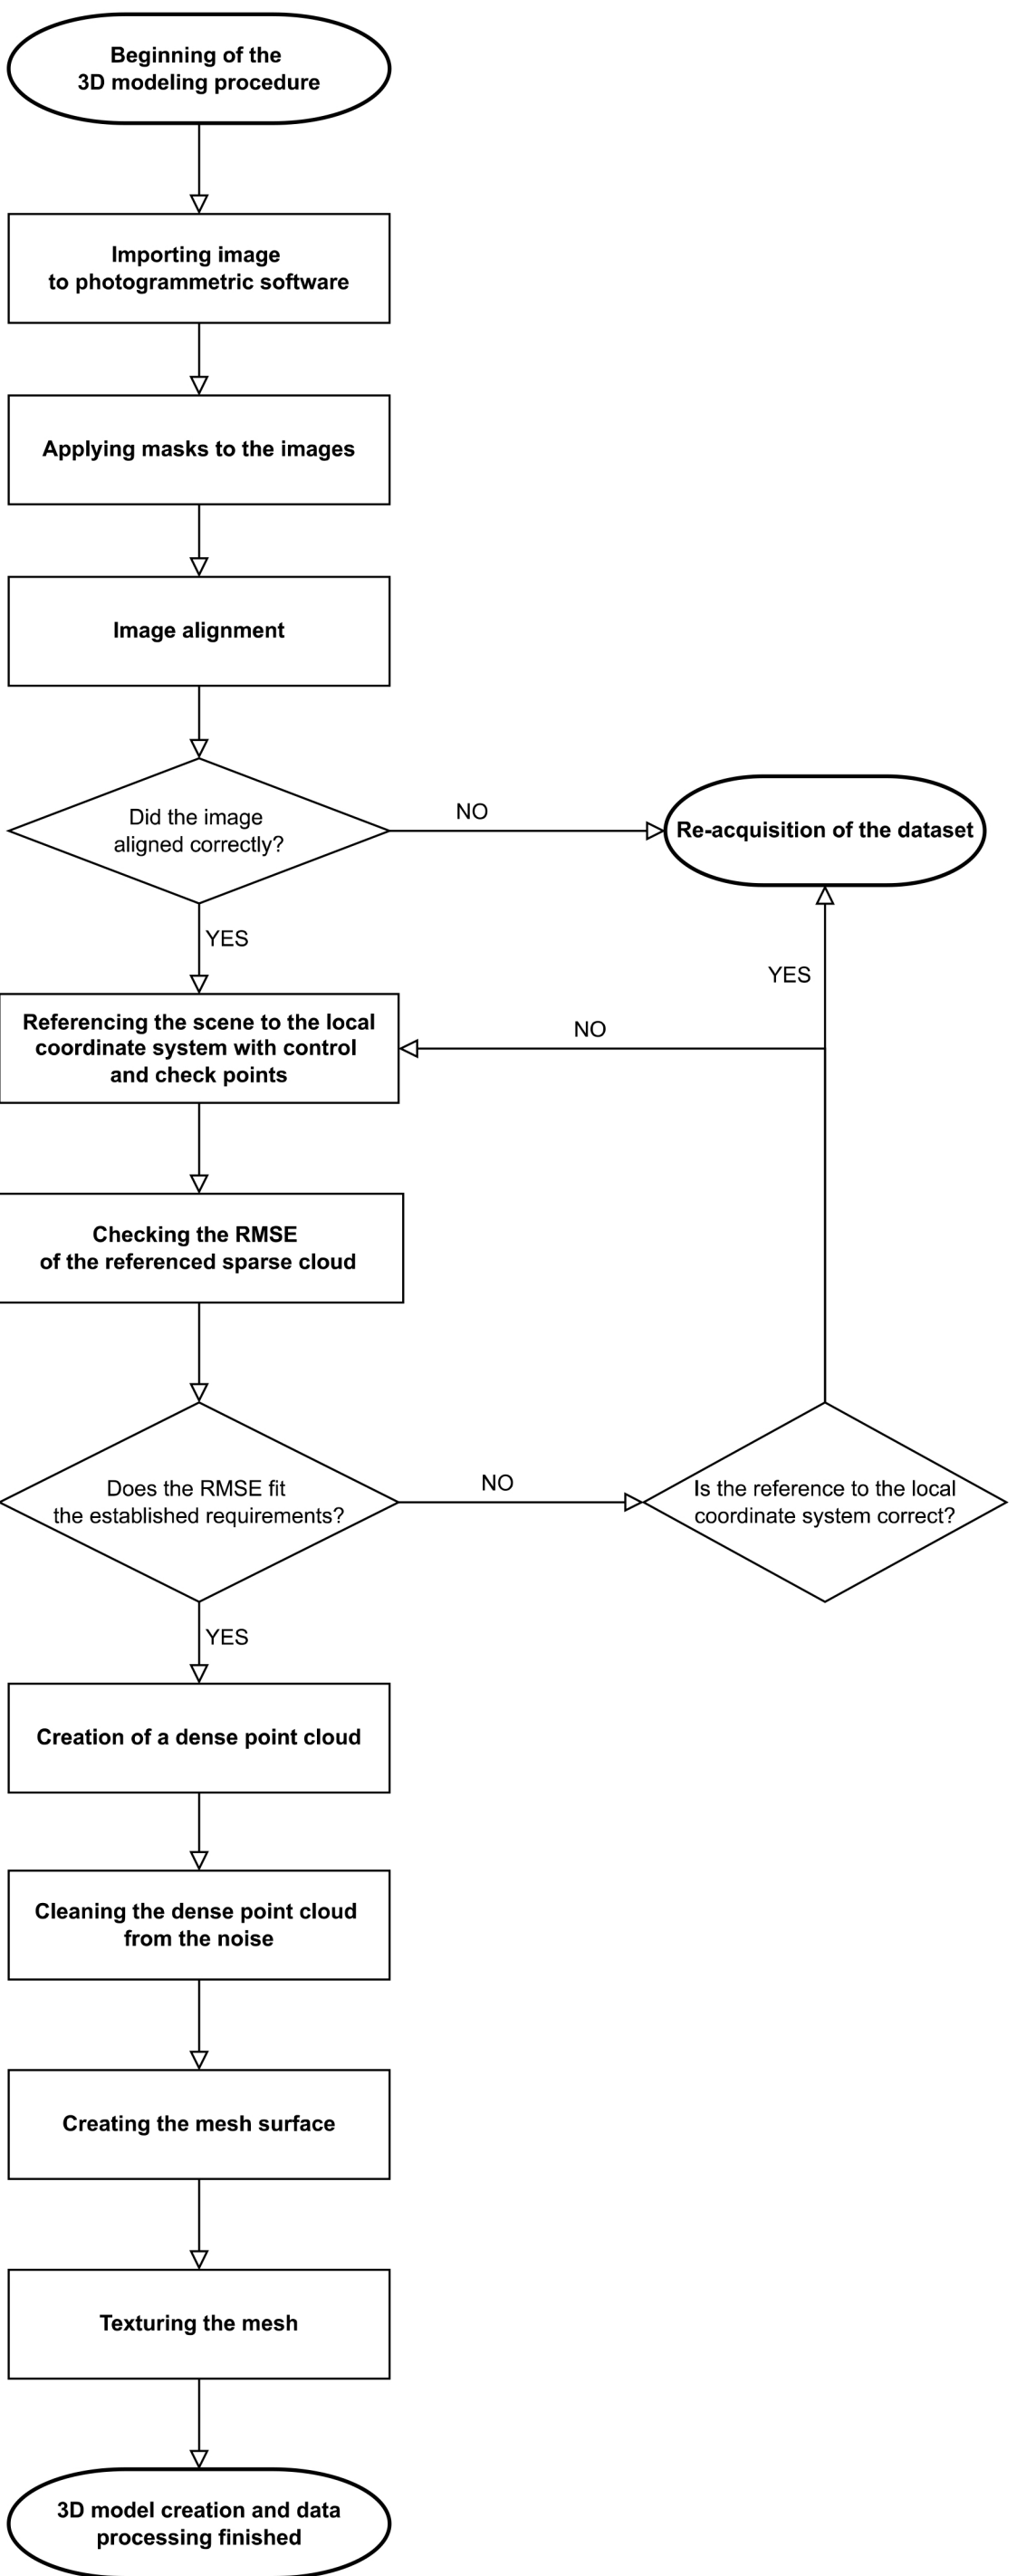 Beginning of the
3D modeling procedure
Importing image
to photogrammetric software
Applying masks to the images
Image alignment
Did the image
aligned correctly?
NO
Re-acquisition of the dataset
YES
YES
Referencing the scene to the local
coordinate system with control
and check points
NO
Checking the RMSE
of the referenced sparse cloud
Does the RMSE fit
the established requirements?
NO
Is the reference to the local
coordinate system correct?
YES
Creation of a dense point cloud
Cleaning the dense point cloud
from the noise
Creating the mesh surface
Texturing the mesh
3D model creation and data
processing finished